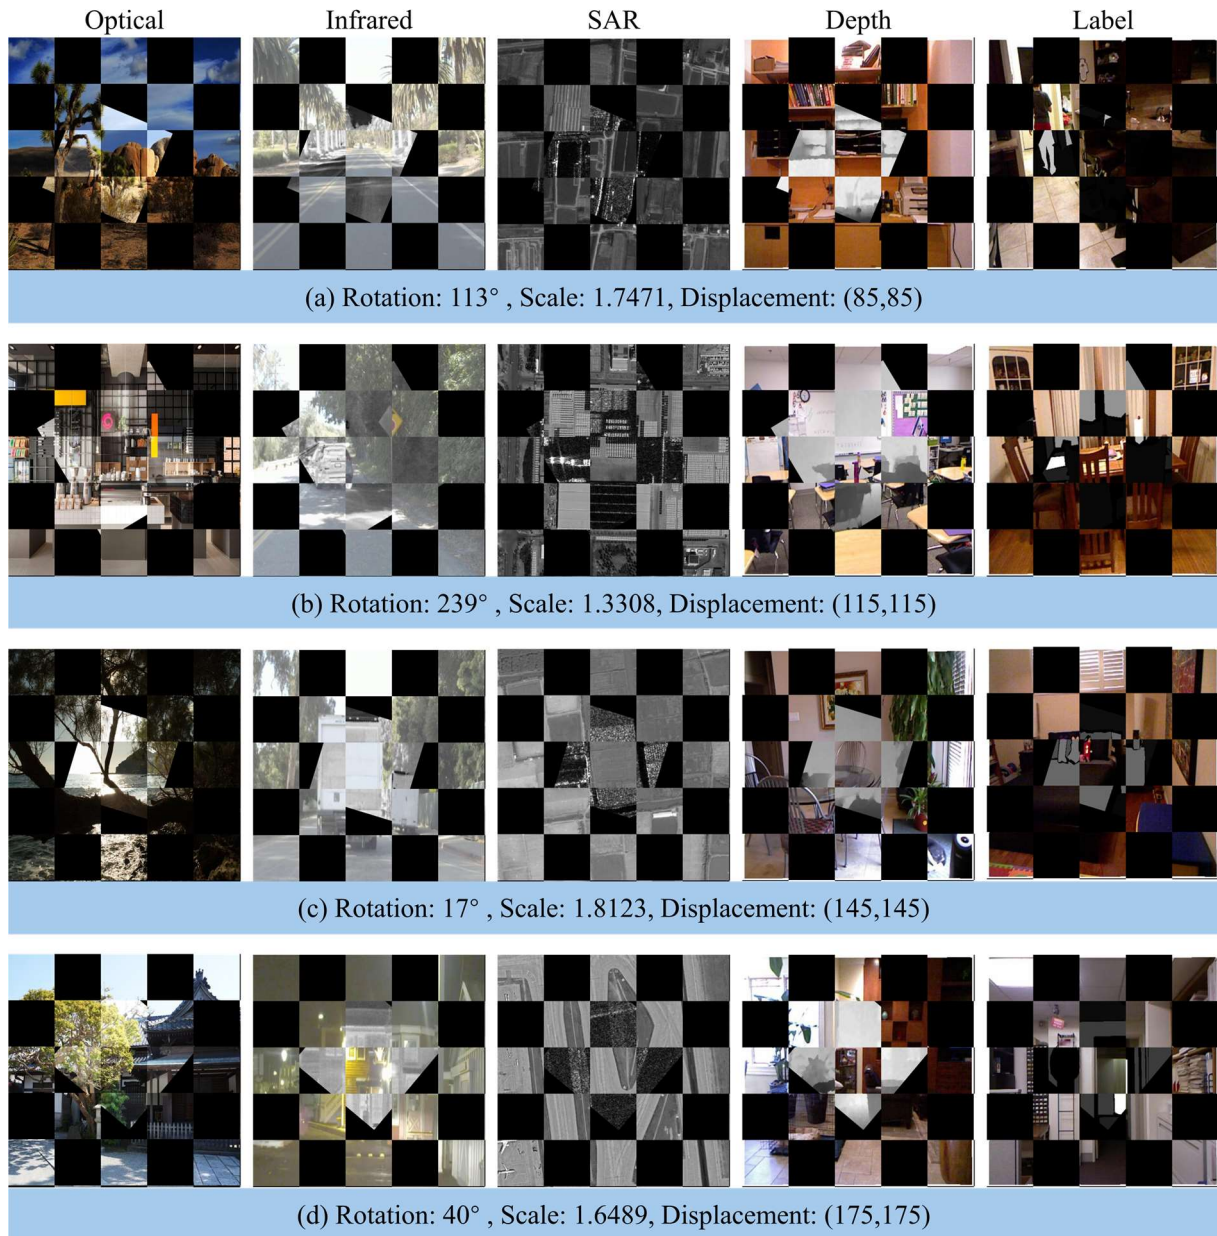 Optical Infrared SAR Depth Label
(a) Rotation: 113° , Scale: 1.7471, Displacement: (85,85)
(b) Rotation: 239° , Scale: 1.3308, Displacement: (115,115)
(c) Rotation: 17° , Scale: 1.8123, Displacement: (145,145)
(d) Rotation: 40° , Scale: 1.6489, Displacement: (175,175)